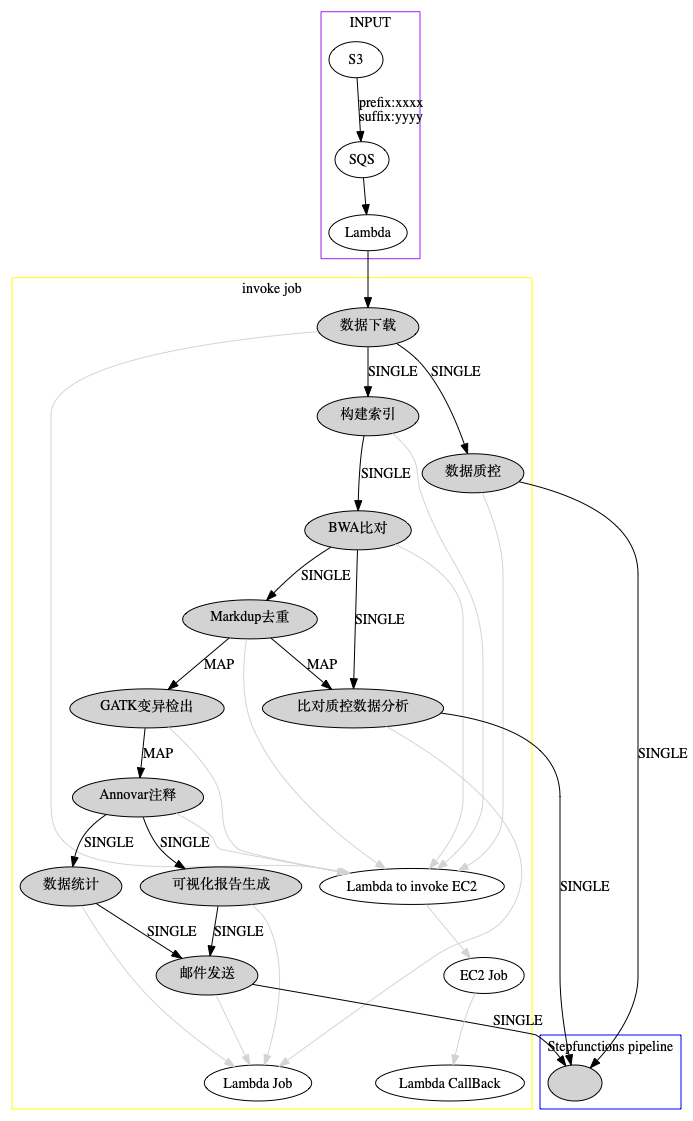 INPUT
S3
prefix:xxxx
suffix:yyyy
SQS
Lambda
invoke job
数据下载
SINGLE
SINGLE
构建索引
SINGLE
数据质控
BWA比对
SINGLE
SINGLE
Markdup去重
MAP
MAP
GATK变异检出
比对质控数据分析
MAP
SINGLE
Annovar注释
SINGLE
SINGLE
数据统计
可视化报告生成
Lambda to invoke EC2
SINGLE
SINGLE
SINGLE
邮件发送
EC2 Job
SINGLE
Stepfunctions pipeline
Lambda Job
Lambda CallBack